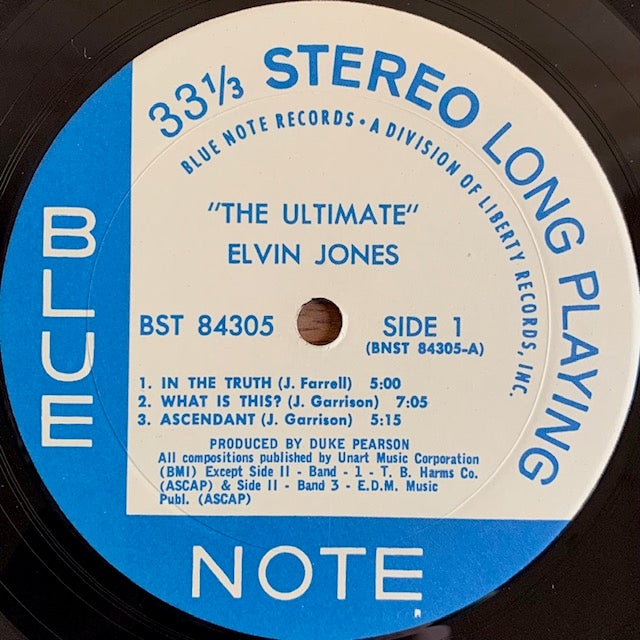 33⅓ STEREO LONG PLAYING
BLUE NOTE RECORDS • A DIVISION OF LIBERTY RECORDS, INC.
"THE ULTIMATE"
ELVIN JONES
BST 84305
SIDE 1
(BNST 84305-A)
1. IN THE TRUTH (J. Farrell) 5:00
2. WHAT IS THIS? (J. Garrison) 7:05
3. ASCENDANT (J. Garrison) 5:15
PRODUCED BY DUKE PEARSON
All compositions published by Unart Music Corporation
(BMI) Except Side II - Band - 1 - T. B. Harms Co.
(ASCAP) & Side II - Band 3 - E.D.M. Music
Publ. (ASCAP)
BLUE
NOTE